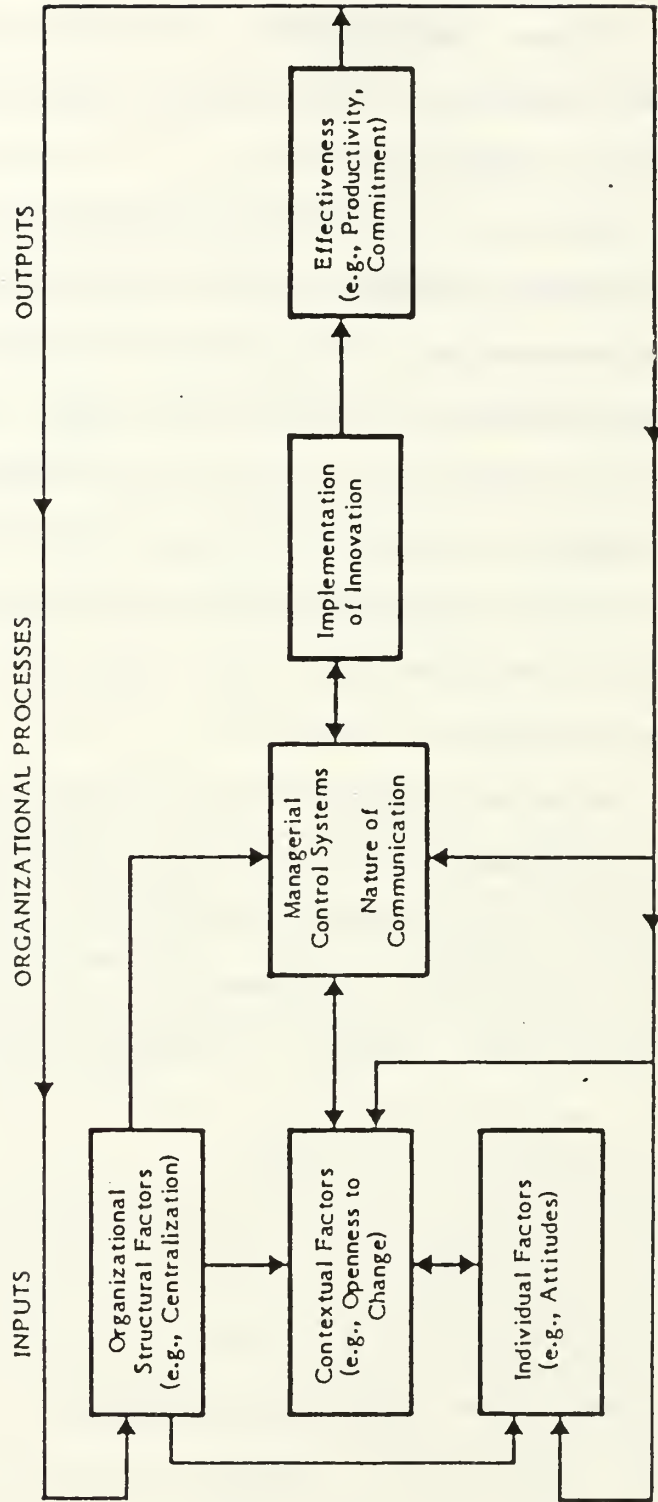 INPUTS
ORGANIZATIONAL PROCESSES
OUTPUTS
Organizational
Structural Factors
(e.g., Centralization)
Contextual Factors
(e.g., Openness to
Change)
Individual Factors
(e.g., Attitudes)
Managerial
Control Systems
Nature of
Communication
Implementation
of Innovation
Effectiveness
(e.g., Productivity,
Commitment)